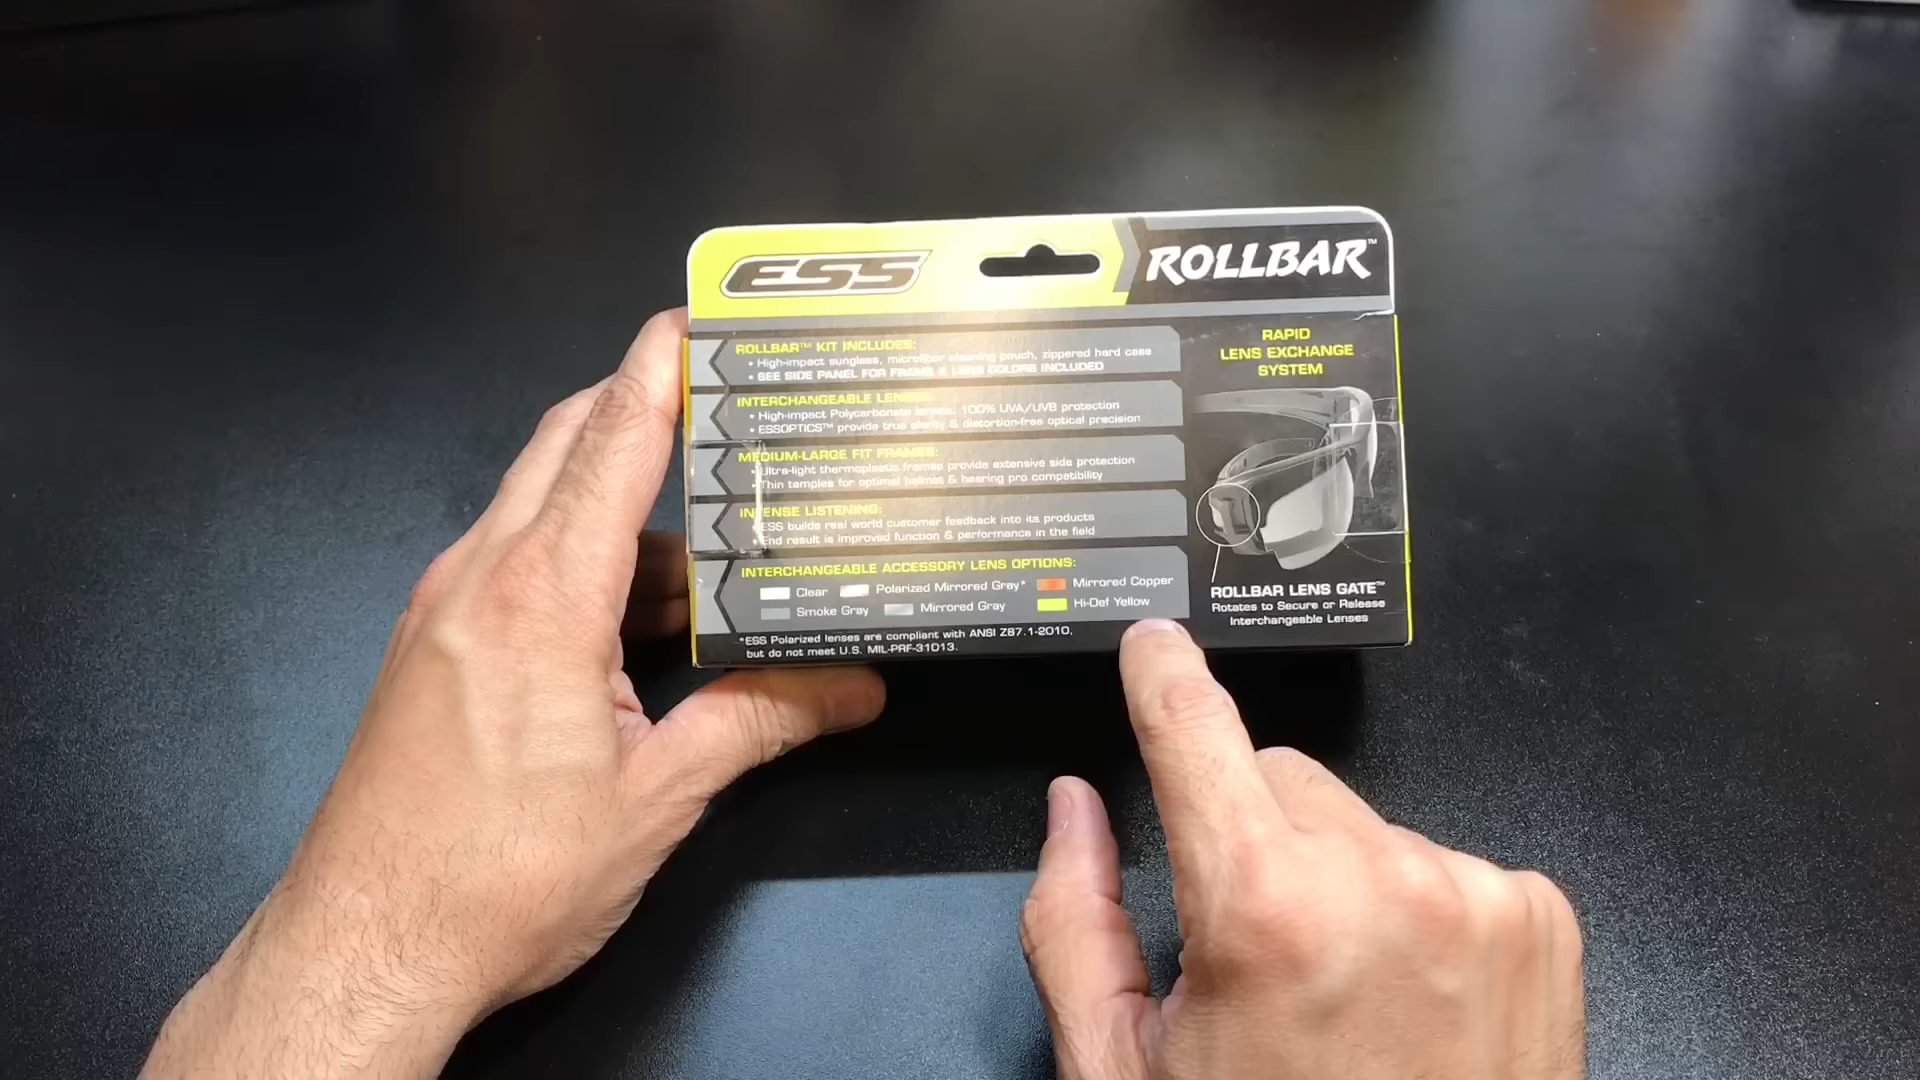 ESS
ROLLBAR™
ROLLBAR™ KIT INCLUDES:
• High-impact sunglass, microfiber cleaning pouch, zippered hard case
• SEE SIDE PANEL FOR FRAME & LENS COLORS INCLUDED
INTERCHANGEABLE LENSES:
• High-impact Polycarbonate lenses, 100% UVA/UVB protection
• ESSOPTICS™ provide true clarity & distortion-free optical precision
MEDIUM-LARGE FIT FRAMES:
• Ultra-light thermoplastic frames provide extensive side protection
• Thin temples for optimal helmet & hearing pro compatibility
INTENSE LISTENING:
• ESS builds real world customer feedback into its products
• End result is improved function & performance in the field
INTERCHANGEABLE ACCESSORY LENS OPTIONS:
Clear Polarized Mirrored Gray* Mirrored Copper
Smoke Gray Mirrored Gray Hi-Def Yellow
*ESS Polarized lenses are compliant with ANSI Z87.1-2010,
but do not meet U.S. MIL-PRF-31013.
RAPID
LENS EXCHANGE
SYSTEM
ROLLBAR LENS GATE™
Rotates to Secure or Release
Interchangeable Lenses